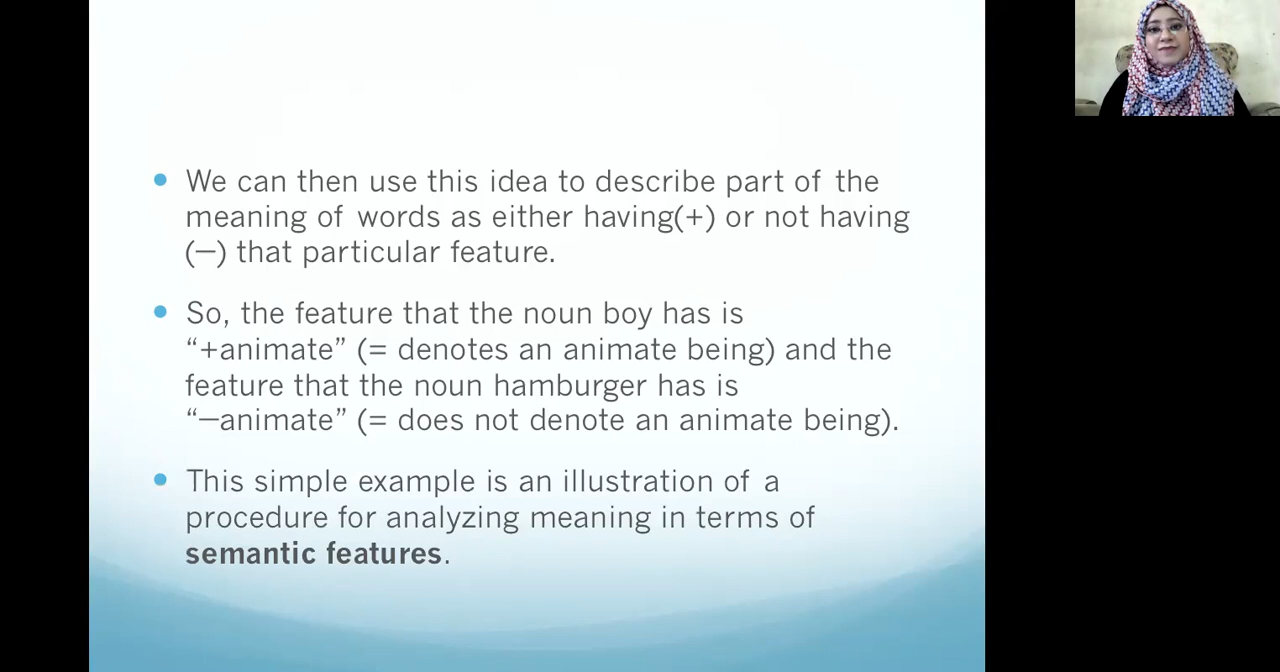 We can then use this idea to describe part of the
meaning of words as either having(+) or not having
(—) that particular feature.
So, the feature that the noun boy has is
“+animate” (= denotes an animate being) and the
feature that the noun hamburger has is
“—animate” (= does not denote an animate being).
This simple example is an illustration of a
procedure for analyzing meaning in terms of
semantic features.